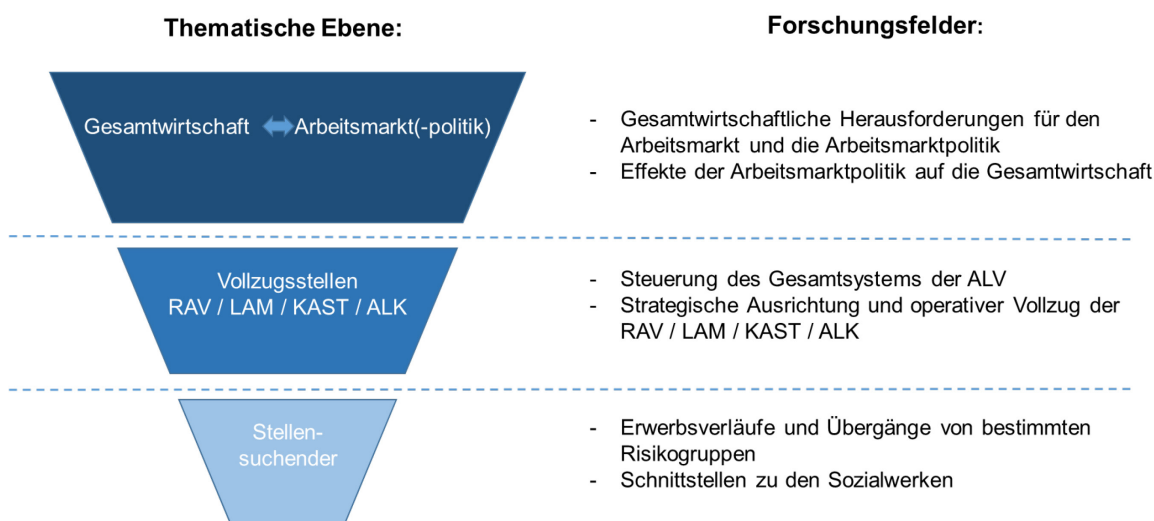 Thematische Ebene:
Forschungsfelder:
Gesamtwirtschaft Arbeitsmarkt(-politik)
- Gesamtwirtschaftliche Herausforderungen für den
Arbeitsmarkt und die Arbeitsmarktpolitik
- Effekte der Arbeitsmarktpolitik auf die Gesamtwirtschaft
Vollzugsstellen
RAV / LAM / KAST / ALK
- Steuerung des Gesamtsystems der ALV
- Strategische Ausrichtung und operativer Vollzug der
RAV / LAM / KAST / ALK
Stellen-
suchender
- Erwerbsverläufe und Übergänge von bestimmten
Risikogruppen
- Schnittstellen zu den Sozialwerken